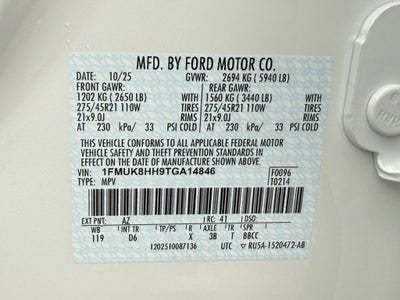 MFD. BY FORD MOTOR CO.
DATE: 10/25 GVWR: 2694 KG ( 5940 LB)
FRONT GAWR: REAR GAWR:
1202 KG ( 2650 LB) 1560 KG ( 3440 LB)
275/45R21 110W TIRES 275/45R21 110W TIRES
21x9.0J RIMS 21x9.0J RIMS
AT 230 kPa/ 33 PSI COLD AT 230 kPa/ 33 PSI COLD
THIS VEHICLE CONFORMS TO ALL APPLICABLE FEDERAL MOTOR
VEHICLE SAFETY AND THEFT PREVENTION STANDARDS IN EFFECT
ON THE DATE OF MANUFACTURE SHOWN ABOVE.
VIN: 1FMUK8HH9TGA14846 F0096
TYPE: MPV T0214
EXT PNT: AZ RC: 41 DSO:
WB INT TR TP/PS R AXLE TR SPR
119 D6 X 3B T BBCC
1202510087136 UTC RU5A-1520472-AB